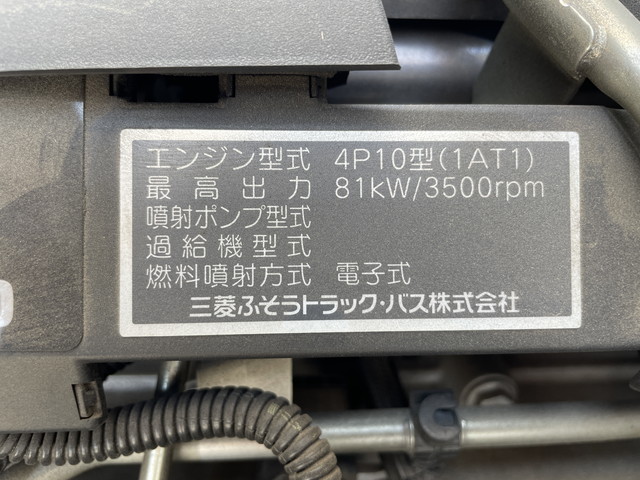 エンジン型式 4P10型(1AT1)
最高出力 81kW/3500rpm
噴射ポンプ型式
過給機型式
燃料噴射方式 電子式
三菱ふそうトラック・バス株式会社